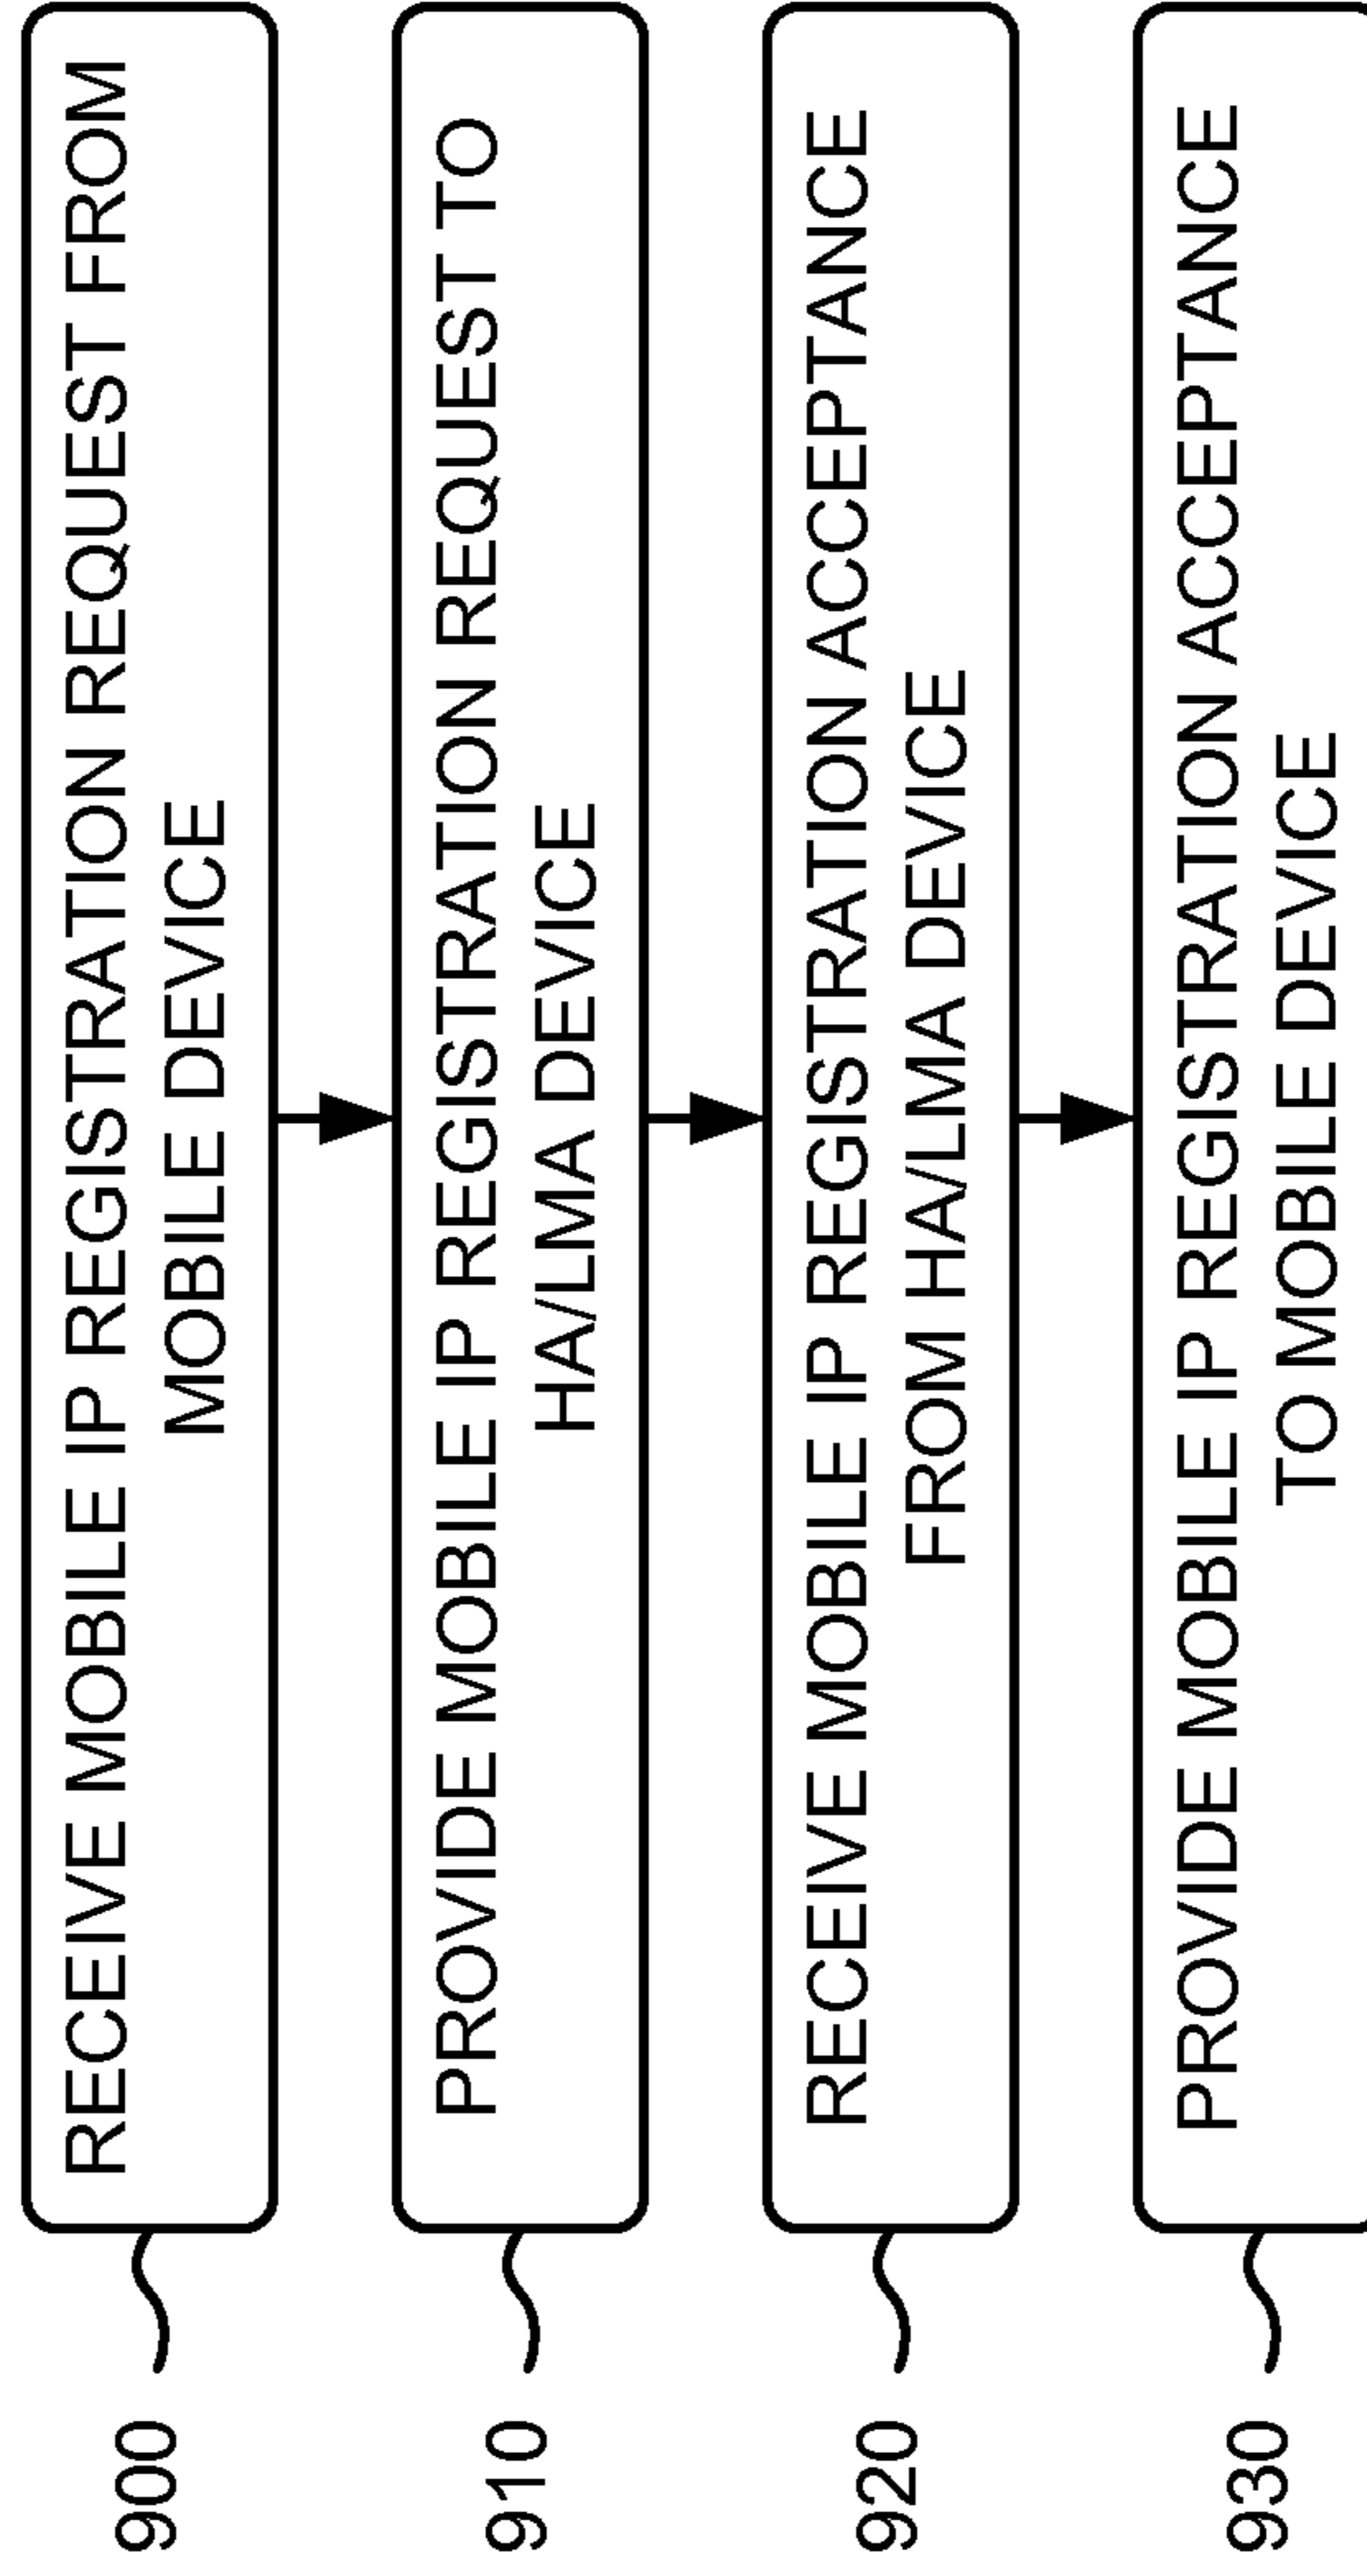 900
RECEIVE MOBILE IP REGISTRATION REQUEST FROM
MOBILE DEVICE
910
PROVIDE MOBILE IP REGISTRATION REQUEST TO
HA/LMA DEVICE
920
RECEIVE MOBILE IP REGISTRATION ACCEPTANCE
FROM HA/LMA DEVICE
930
PROVIDE MOBILE IP REGISTRATION ACCEPTANCE
TO MOBILE DEVICE